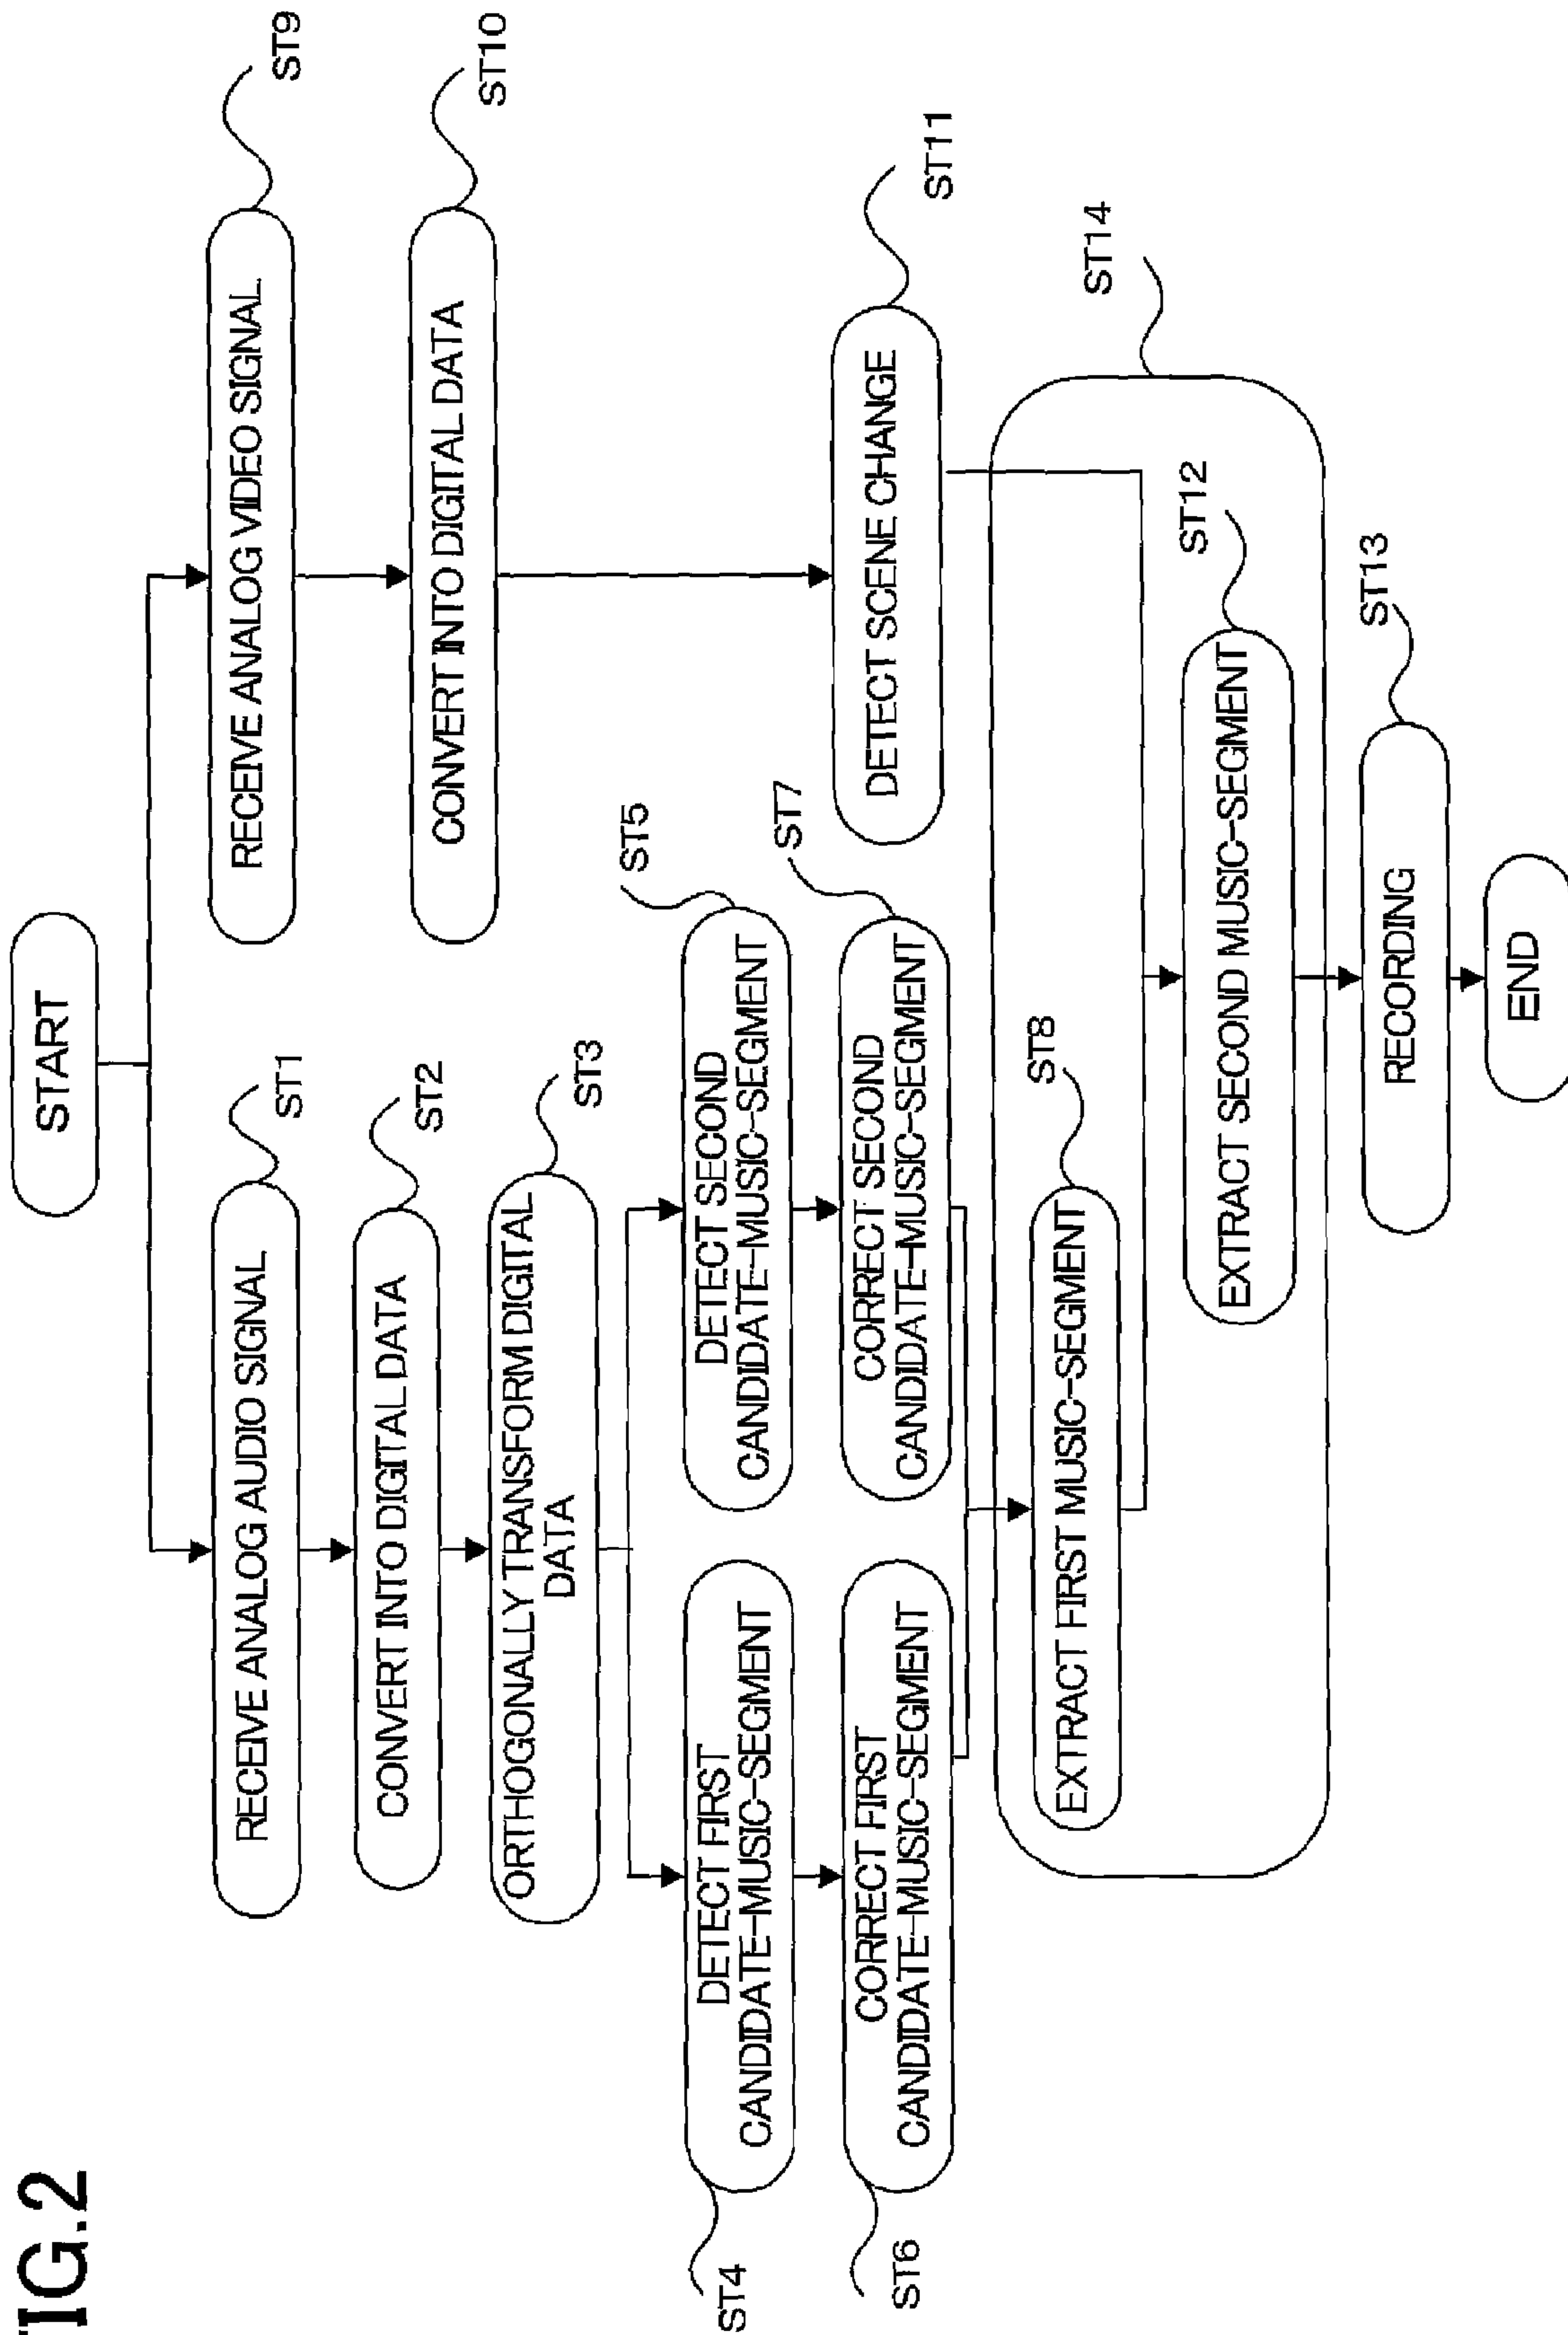 FIG.2
START
RECEIVE ANALOG AUDIO SIGNAL
ST1
RECEIVE ANALOG VIDEO SIGNAL
ST9
CONVERT INTO DIGITAL DATA
ST2
CONVERT INTO DIGITAL DATA
ST10
ORTHOGONALLY TRANSFORM DIGITAL
DATA
ST3
ST4
DETECT FIRST
CANDIDATE-MUSIC-SEGMENT
DETECT SECOND
CANDIDATE-MUSIC-SEGMENT
ST5
ST6
CORRECT FIRST
CANDIDATE-MUSIC-SEGMENT
CORRECT SECOND
CANDIDATE-MUSIC-SEGMENT
ST7
DETECT SCENE CHANGE
ST11
EXTRACT FIRST MUSIC-SEGMENT
ST8
ST14
EXTRACT SECOND MUSIC-SEGMENT
ST12
RECORDING
ST13
END